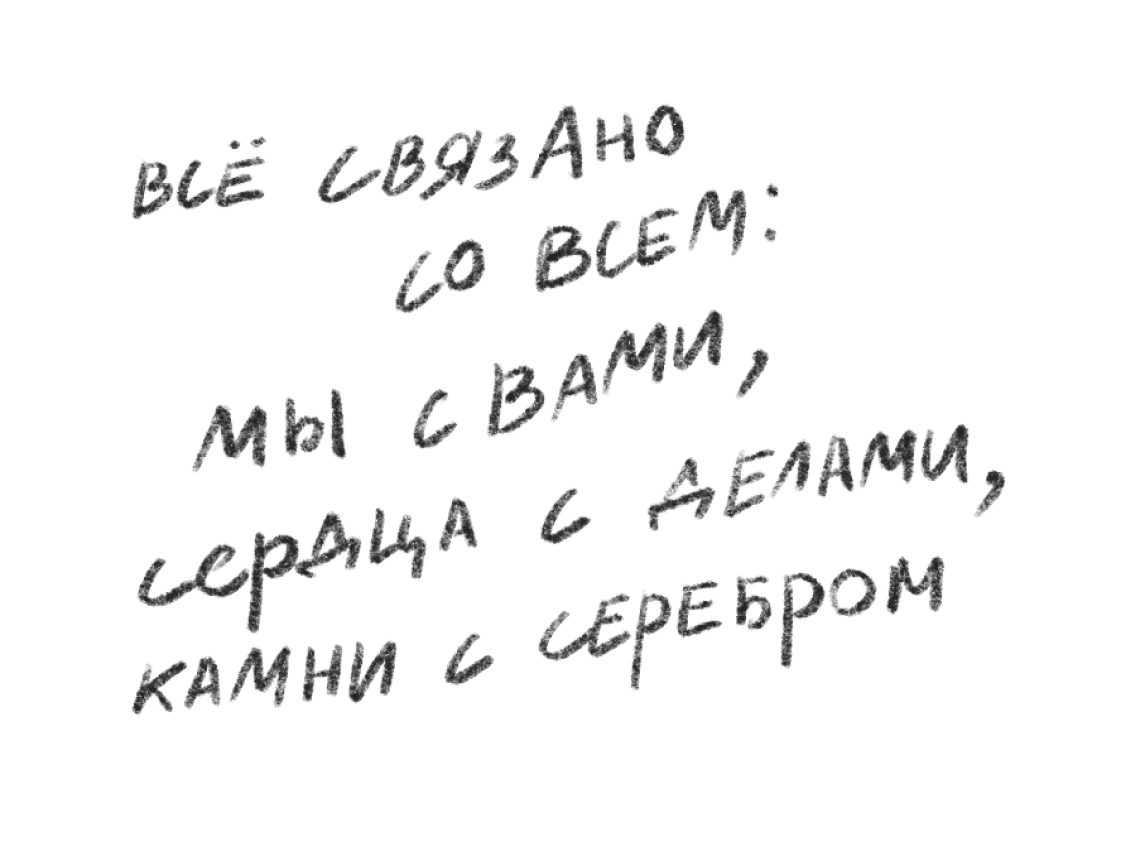 ВСЁ СВЯЗАНО
СО ВСЕМ:
МЫ С ВАМИ,
СЕРДЦА С ДЕЛАМИ,
КАМНИ С СЕРЕБРОМ